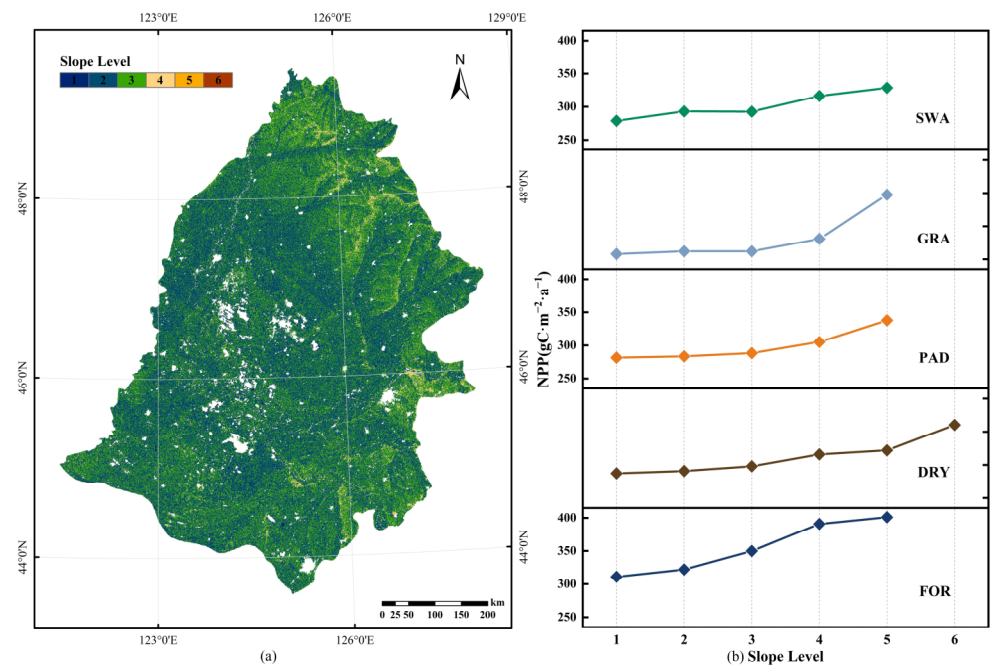 123°0'E 126°0'E 129°0'E
Slope Level
1 2 3 4 5 6
N
48°0'N 48°0'N
46°0'N 46°0'N
44°0'N 44°0'N
km
0 25 50 100 150 200
123°0'E 126°0'E
(a)
NPP(gC·m⁻²·a⁻¹)
400
350
300
250
SWA
GRA
400
350
300
250
PAD
DRY
400
350
300
250
FOR
1 2 3 4 5 6
(b) Slope Level